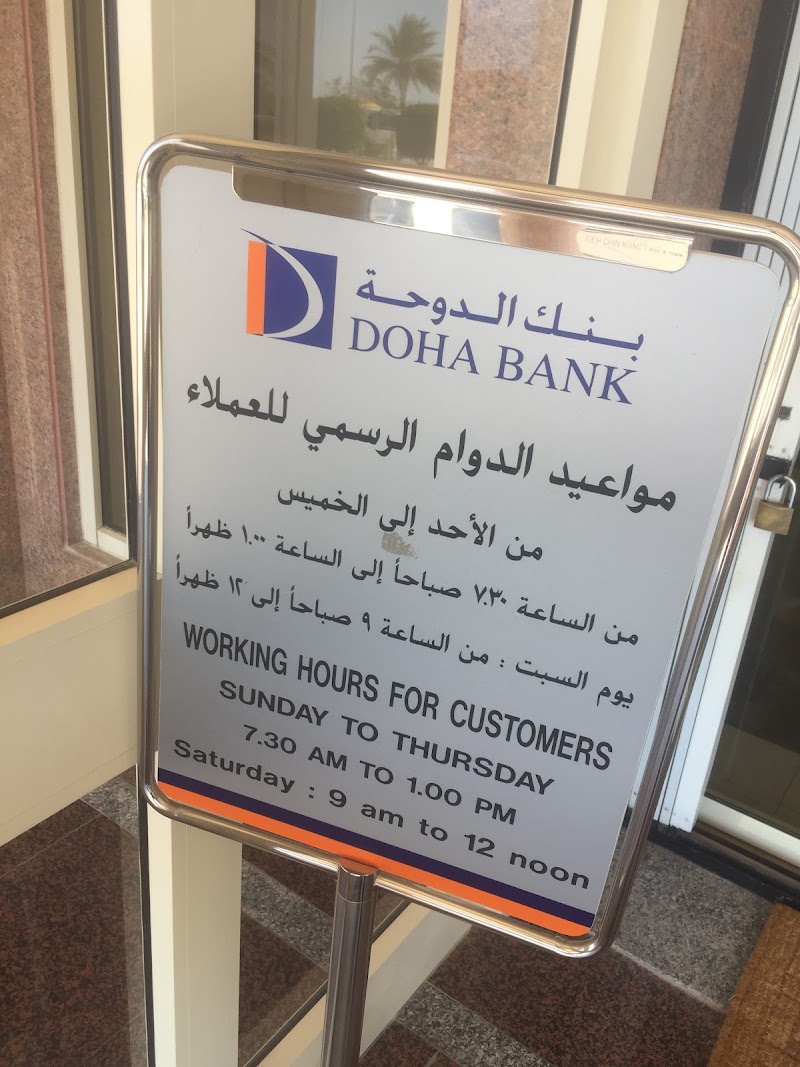 بنك الدوحة
DOHA BANK
مواعيد الدوام الرسمي للعملاء
من الأحد إلى الخميس
من الساعة ٧.٣٠ صباحاً إلى الساعة ١.٠٠ ظهراً
يوم السبت : من الساعة ٩ صباحاً إلى ١٢ ظهراً
WORKING HOURS FOR CUSTOMERS
SUNDAY TO THURSDAY
7.30 AM TO 1.00 PM
Saturday : 9 am to 12 noon